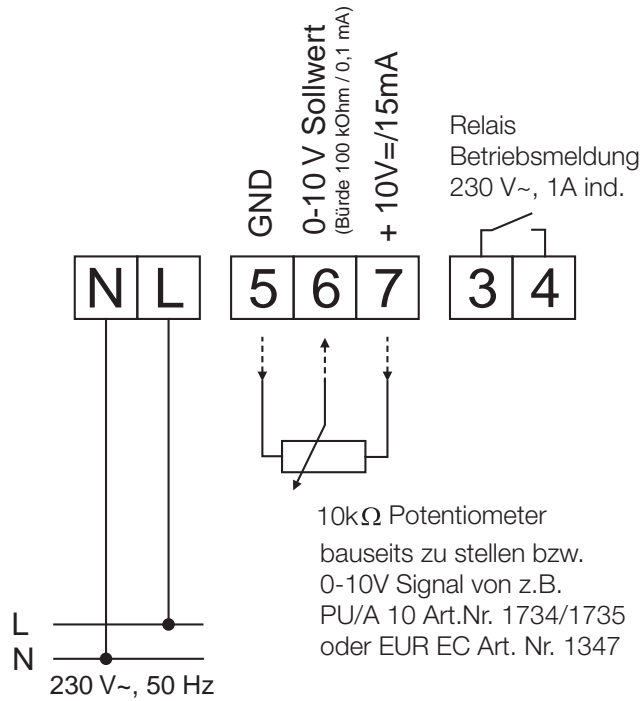 GND
0-10 V Sollwert
(Bürde 100 kOhm / 0,1 mA)
+ 10V=/15mA
Relais
Betriebsmeldung
230 V~, 1A ind.
N L 5 6 7 3 4
10kΩ Potentiometer
bauseits zu stellen bzw.
0-10V Signal von z.B.
PU/A 10 Art.Nr. 1734/1735
oder EUR EC Art. Nr. 1347
L
N
230 V~, 50 Hz